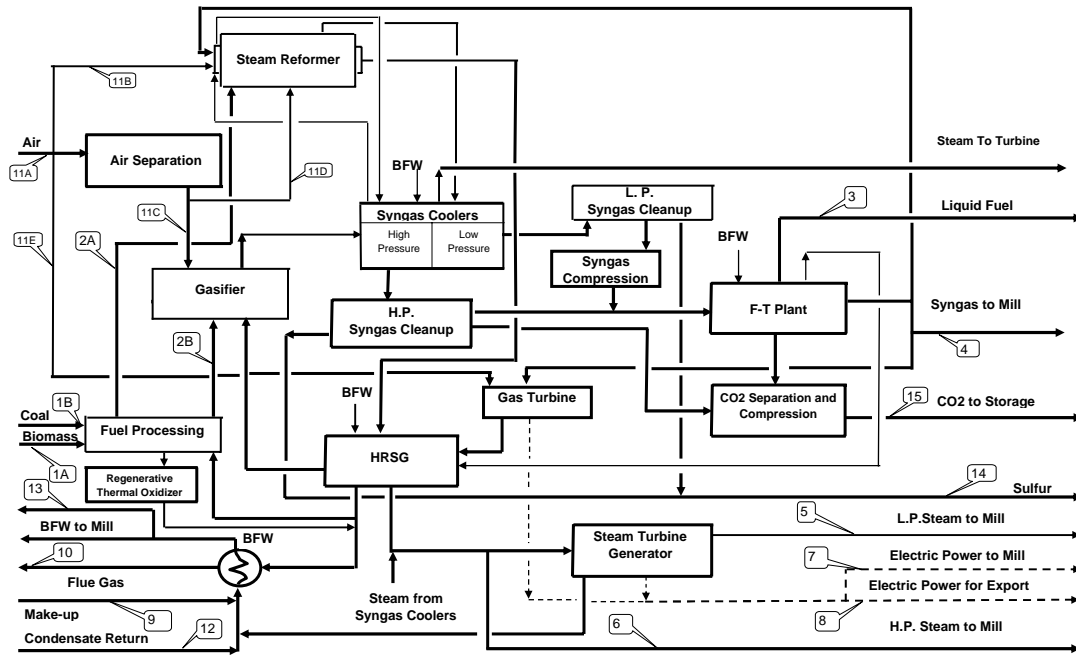 Steam Reformer
11B
Air
11A
Air Separation
11D
BFW
Steam To Turbine
11C
11E
2A
Syngas Coolers
High
Pressure
Low
Pressure
L. P.
Syngas Cleanup
3
Liquid Fuel
BFW
Gasifier
Syngas
Compression
F-T Plant
Syngas to Mill
H.P.
Syngas Cleanup
2B
4
BFW
Gas Turbine
CO2 Separation and
Compression
15
CO2 to Storage
1B
Coal
Biomass
Fuel Processing
1A
HRSG
Regenerative
Thermal Oxidizer
13
14
Sulfur
BFW to Mill
BFW
5
L.P.Steam to Mill
Steam Turbine
Generator
10
Flue Gas
7
Electric Power to Mill
Electric Power for Export
8
Make-up
9
Steam from
Syngas Coolers
Condensate Return
12
6
H.P. Steam to Mill